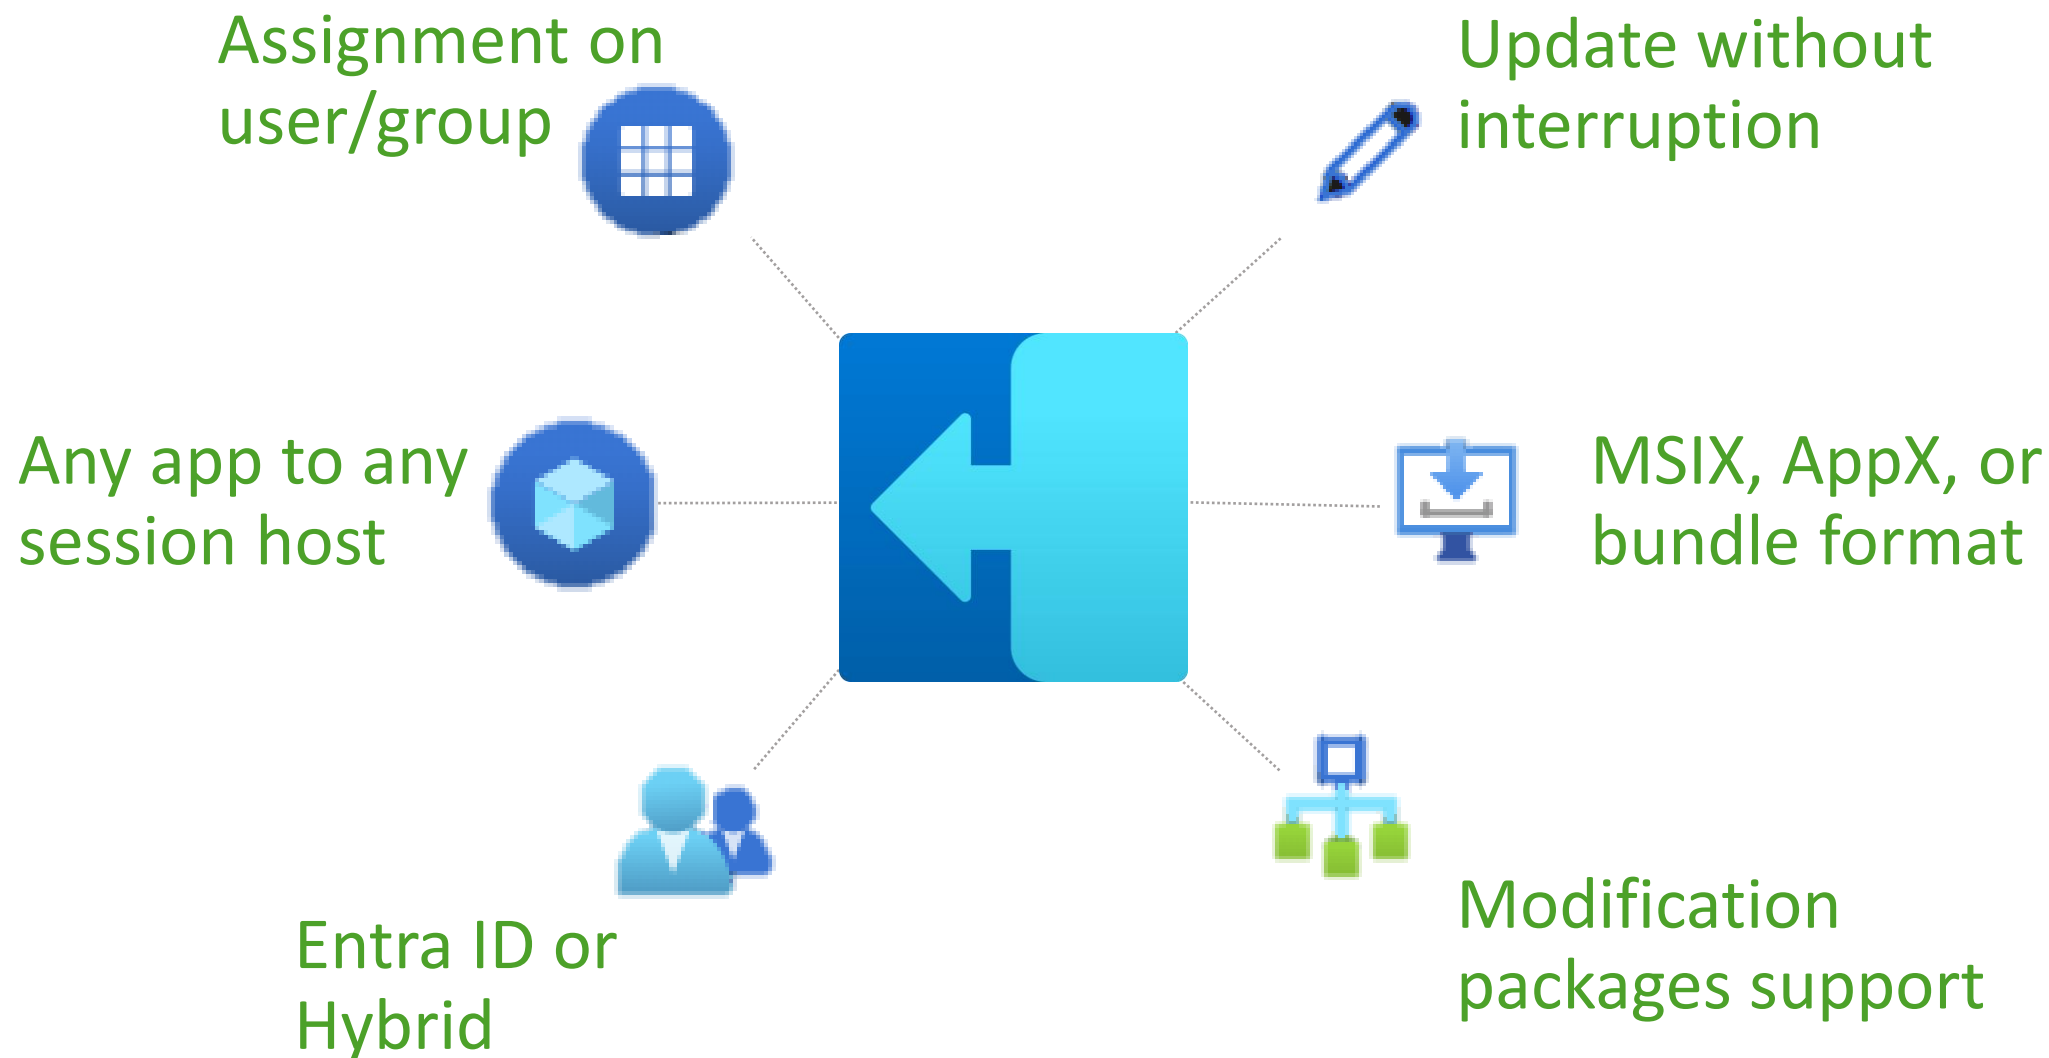 Assignment on
user/group
Update without
interruption
Any app to any
session host
MSIX, AppX, or
bundle format
Entra ID or
Hybrid
Modification
packages support